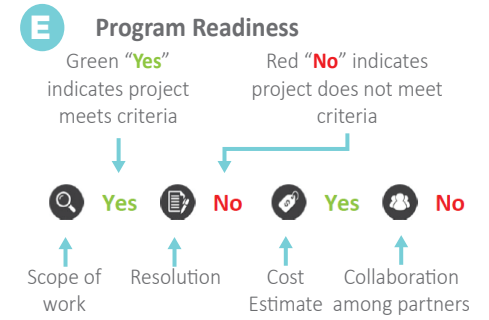 E Program Readiness
Green “Yes”
indicates project
meets criteria
Red “No” indicates
project does not meet
criteria
Yes No Yes No
Scope of
work
Resolution
Cost
Estimate
Collaboration
among partners